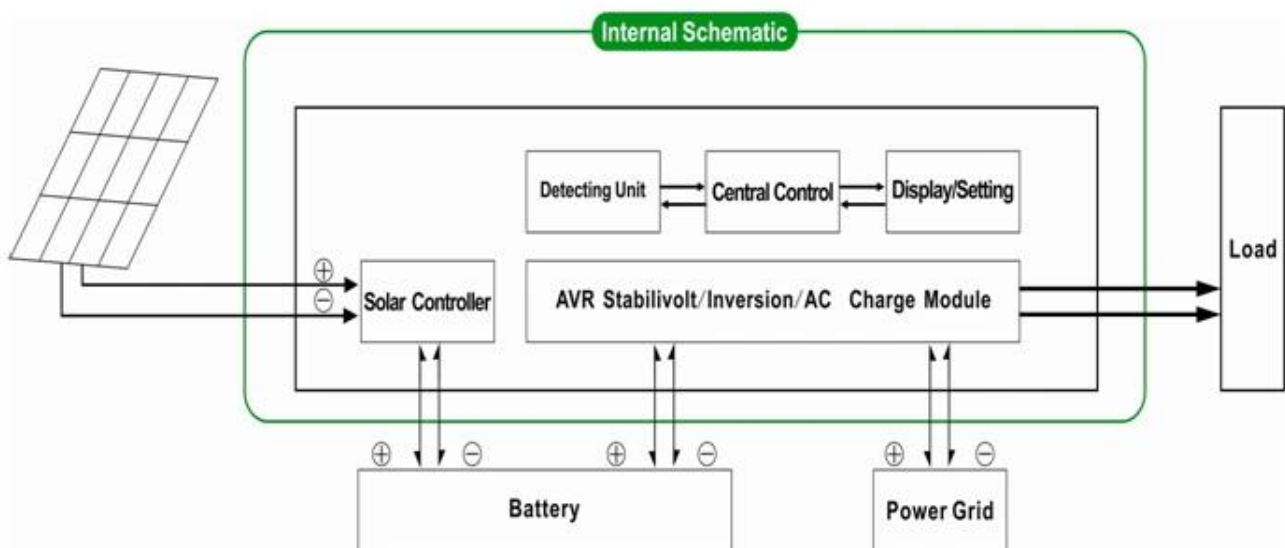 Internal Schematic
Detecting Unit
Central Control
Display/Setting
Load
⊕
⊖
Solar Controller
AVR Stabilivolt/Inversion/AC Charge Module
⊕ ⊖ ⊕ ⊖ ⊕ ⊖
Battery
Power Grid